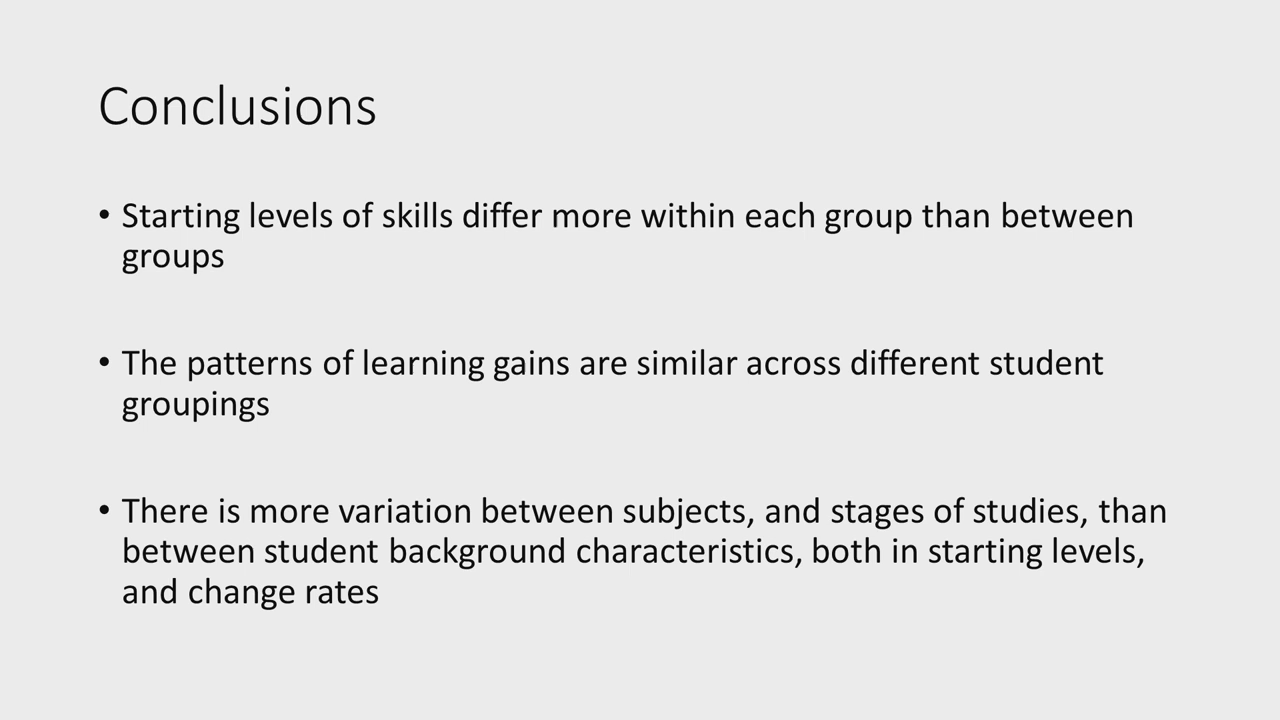 Conclusions
• Starting levels of skills differ more within each group than between
groups
• The patterns of learning gains are similar across different student
groupings
• There is more variation between subjects, and stages of studies, than
between student background characteristics, both in starting levels,
and change rates